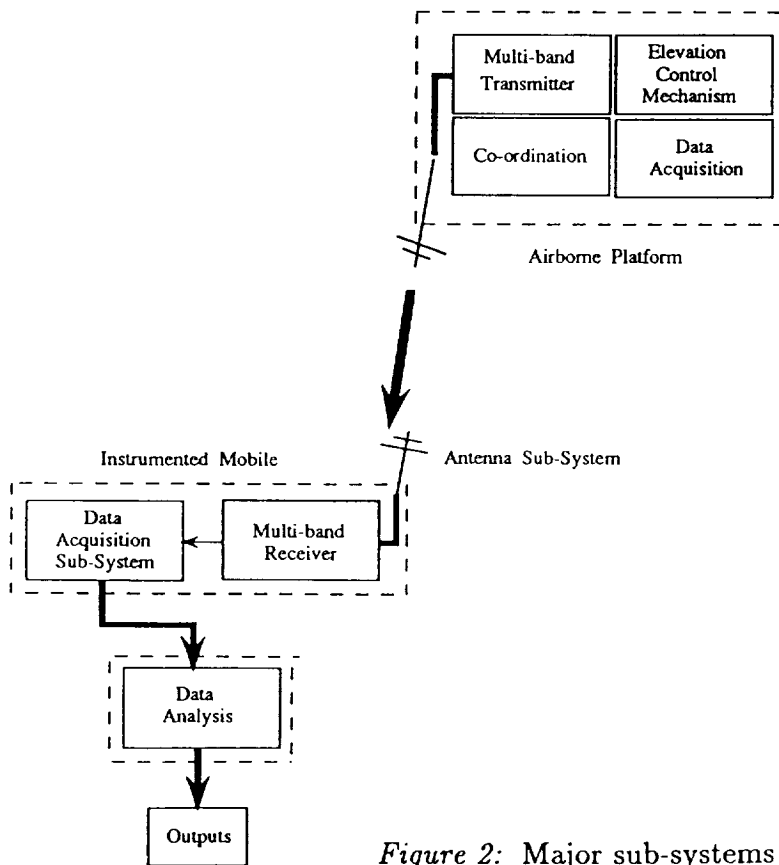 Multi-band
Transmitter
Elevation
Control
Mechanism
Co-ordination
Data
Acquisition
Airborne Platform
Instrumented Mobile
Antenna Sub-System
Data
Acquisition
Sub-System
Multi-band
Receiver
Data
Analysis
Outputs
Figure 2: Major sub-systems